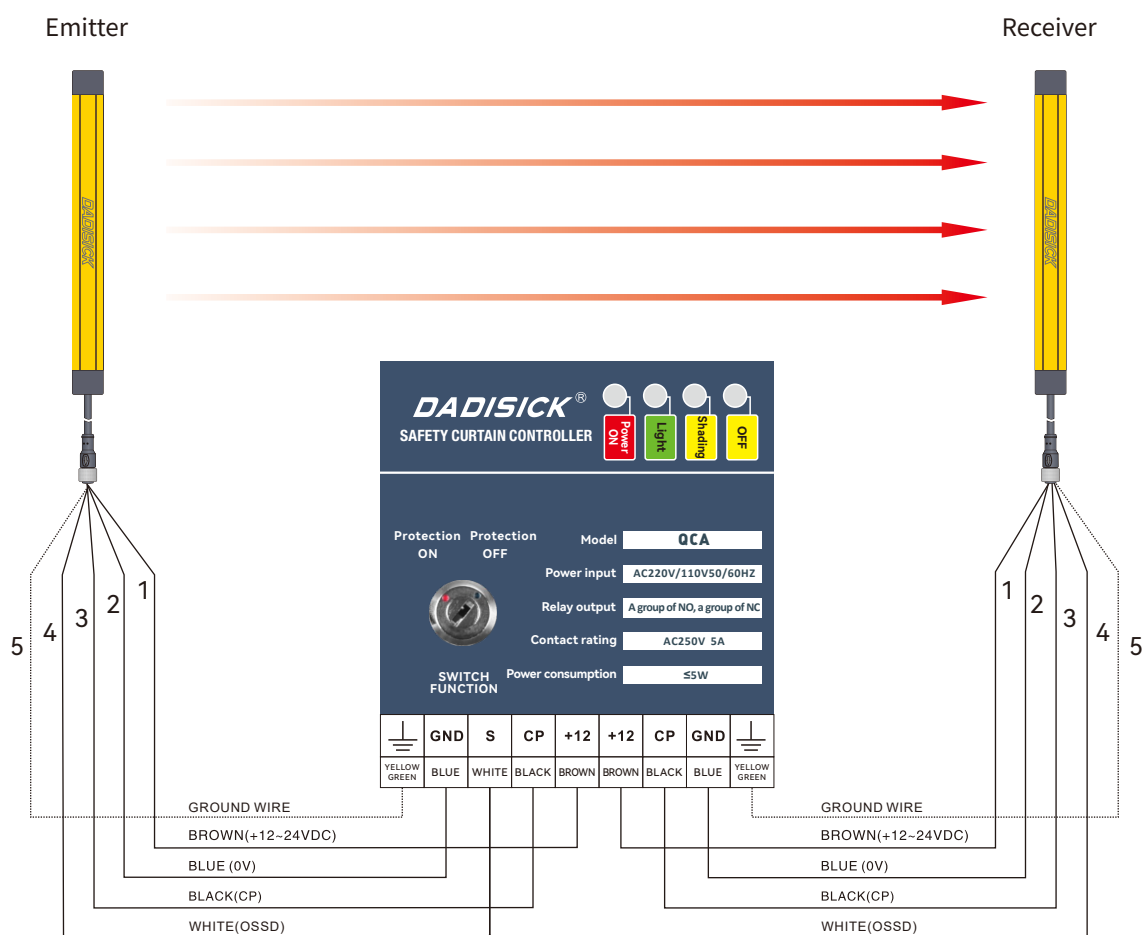 Emitter
Receiver
DADISICK
DADISICK
DADISICK®
SAFETY CURTAIN CONTROLLER
Power ON
Light
Shading
OFF
Protection ON
Protection OFF
SWITCH FUNCTION
Model QCA
Power input AC220V/110V50/60HZ
Relay output A group of NO, a group of NC
Contact rating AC250V 5A
Power consumption ≤5W
GND S CP +12 +12 CP GND
YELLOW GREEN BLUE WHITE BLACK BROWN BROWN BLACK BLUE YELLOW GREEN
5 4 3 2 1
1 2 3 4 5
GROUND WIRE
BROWN(+12~24VDC)
BLUE (0V)
BLACK(CP)
WHITE(OSSD)
GROUND WIRE
BROWN(+12~24VDC)
BLUE (0V)
BLACK(CP)
WHITE(OSSD)